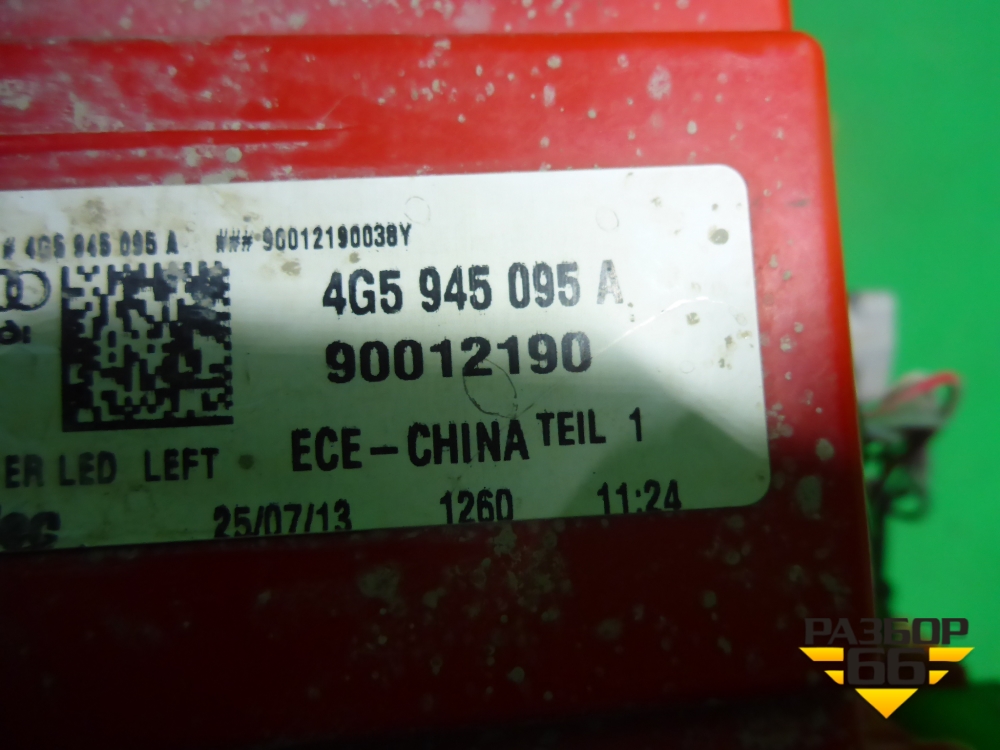 # 4G5 945 095 A ### 90012190038Y
4G5 945 095 A
90012190
ECE-CHINA TEIL 1
ER LED LEFT
25/07/13 1260 11:24
РАЗБОР
66